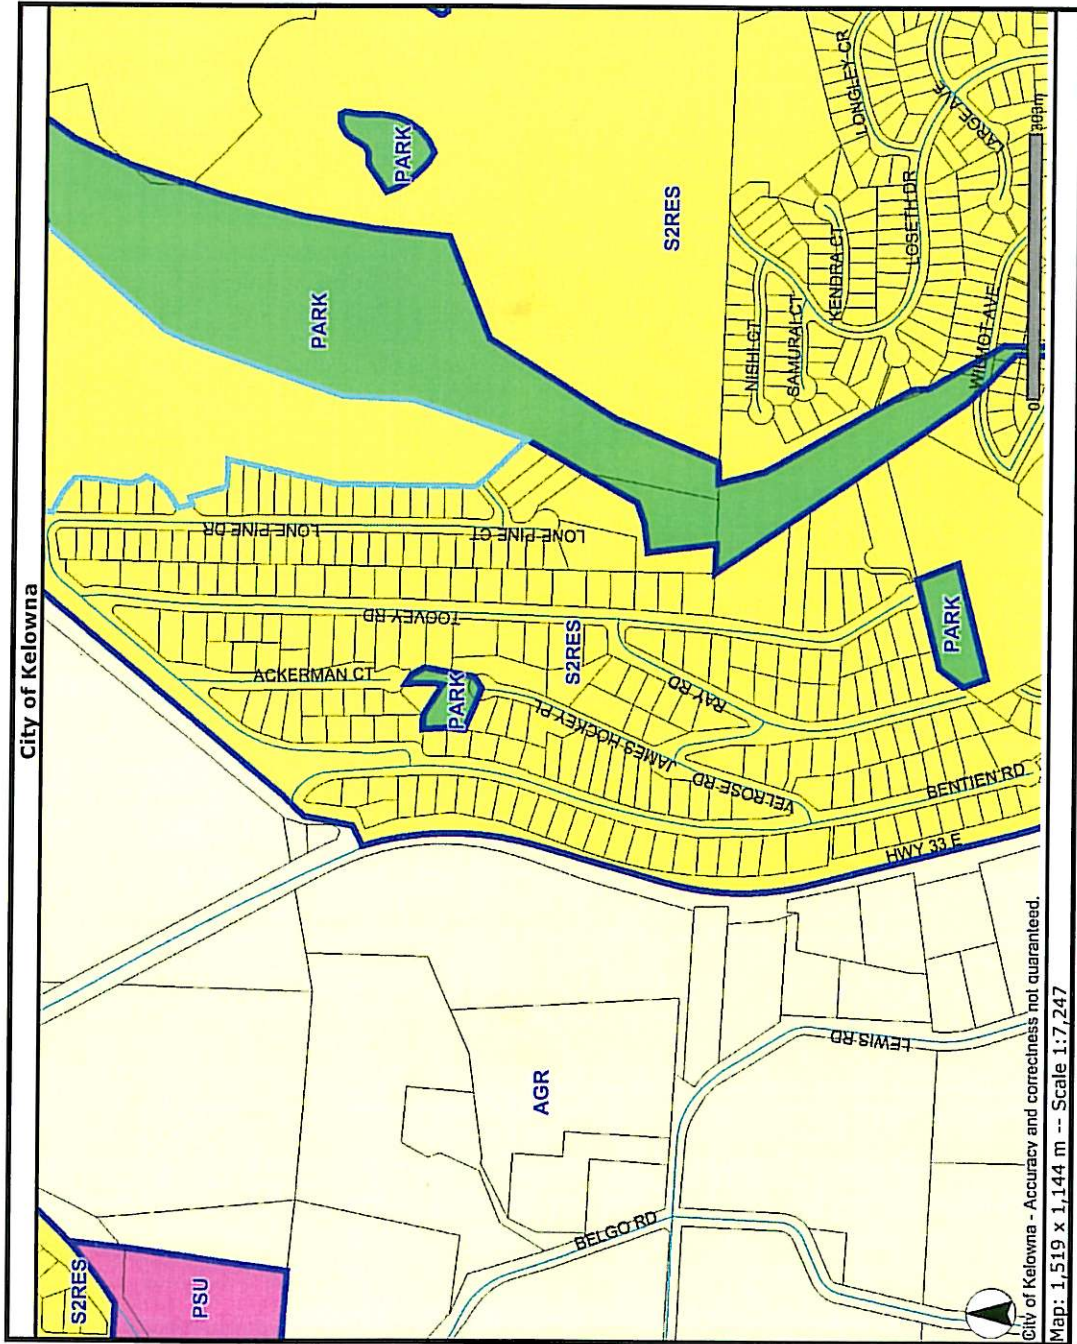 City of Kelowna
PARK
PARK
S2RES
LONGLEY CR
LARGE AVE
LOSETH DR
KENDRA CT
SAMURAI CT
NISHI CT
WILMOT AVE
0
303m
LONE PINE DR
LONE PINE CT
TOOVEY RD
S2RES
ACKERMAN CT
PARK
JAMES HOCKEY PL
RAY RD
VELROSE RD
PARK
BENTIEN RD
HWY 33 E
AGR
LEWIS RD
BELGO RD
S2RES
PSU
City of Kelowna - Accuracy and correctness not guaranteed.
Map: 1,519 x 1,144 m -- Scale 1:7,247